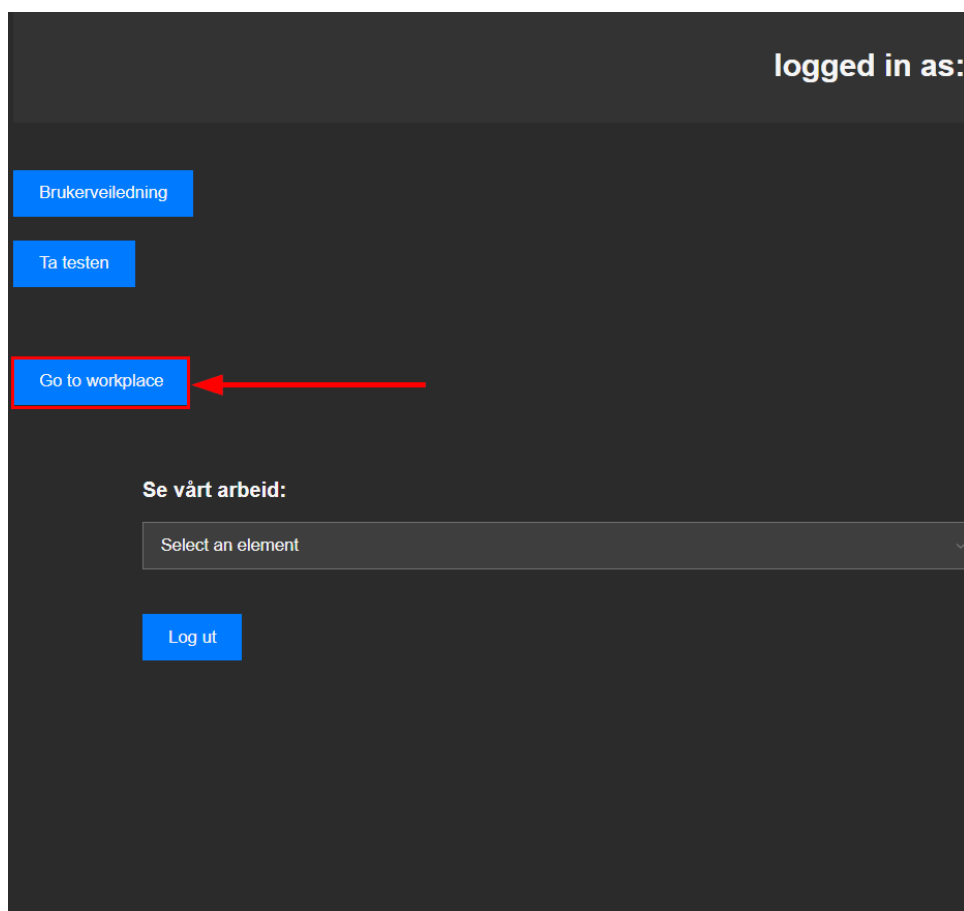 logged in as:
Brukerveiledning
Ta testen
Go to workplace
Se vårt arbeid:
Select an element
Log ut